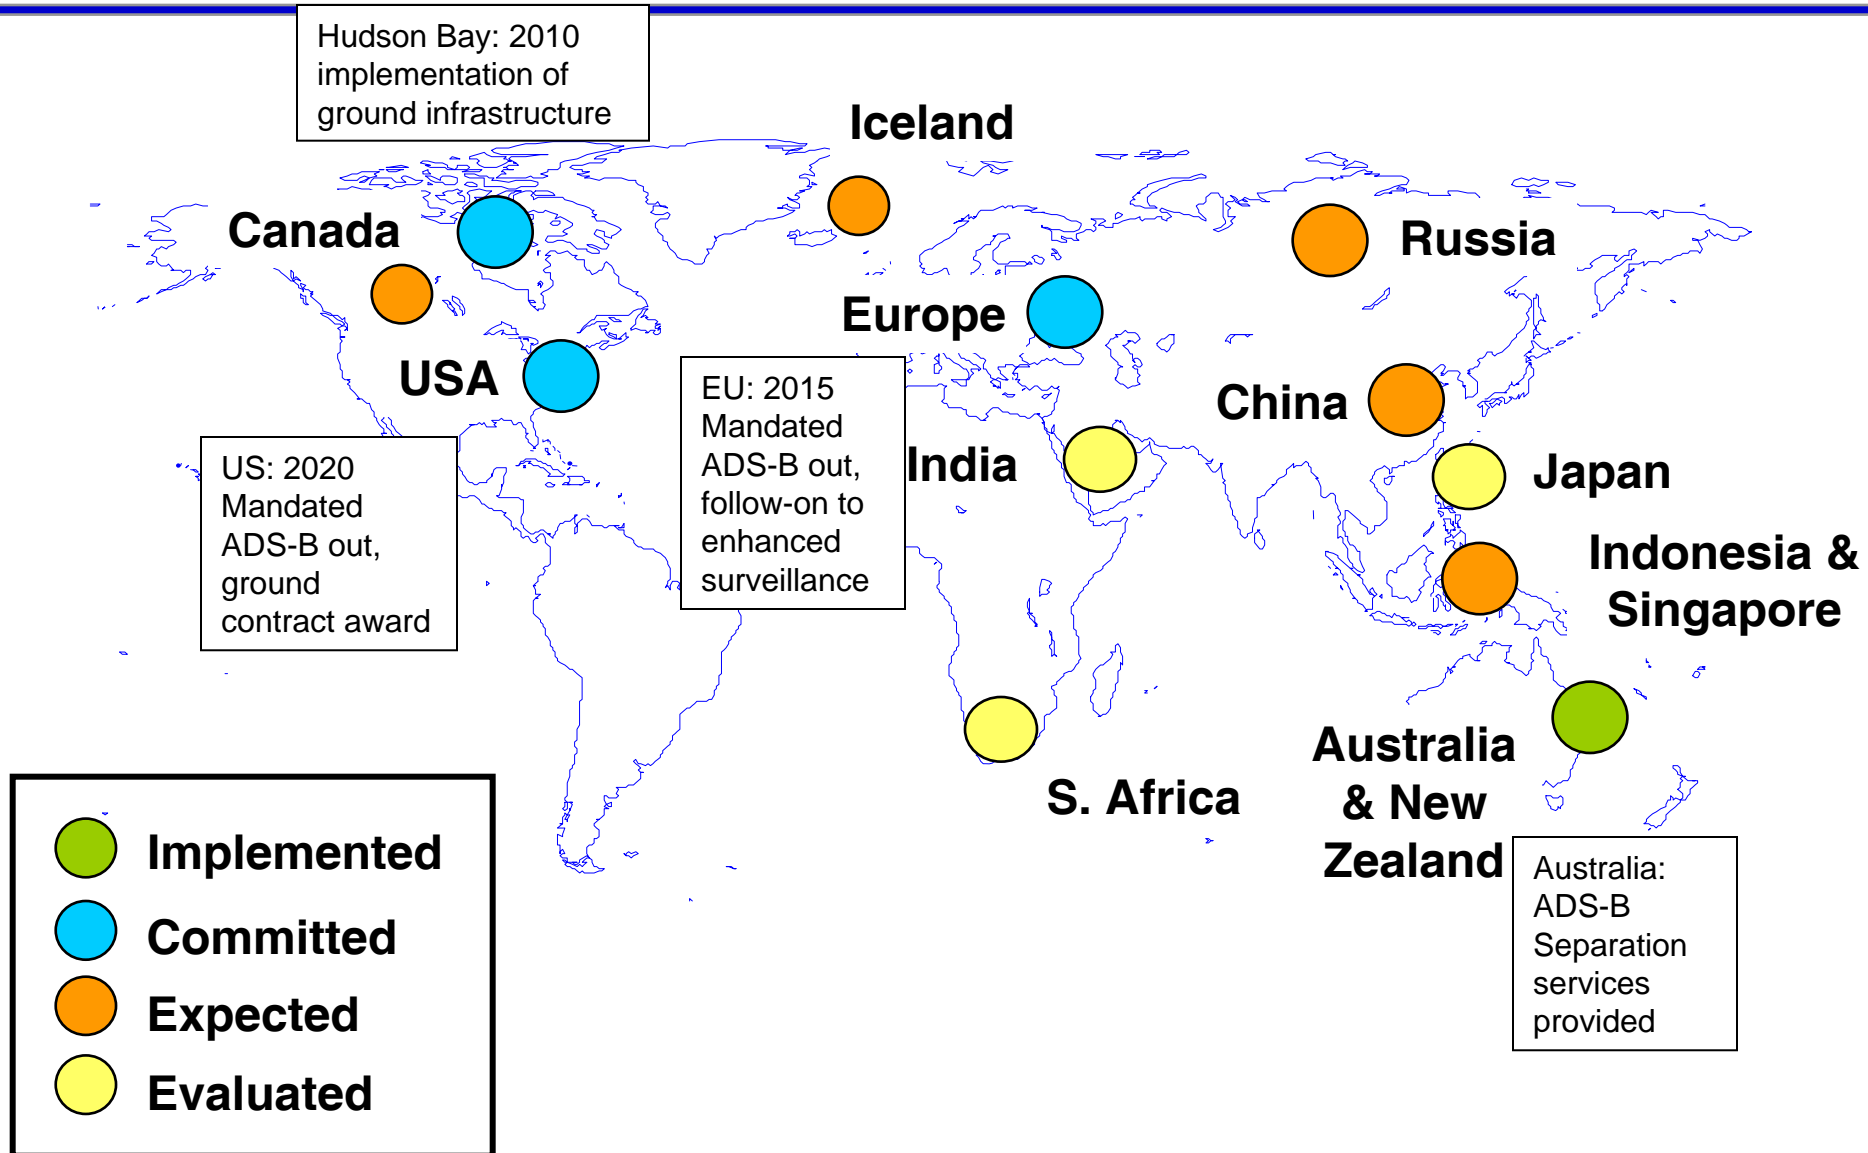 Hudson Bay: 2010
implementation of
ground infrastructure
Iceland
Canada
Russia
Europe
USA
China
EU: 2015
Mandated
ADS-B out,
follow-on to
enhanced
surveillance
India
Japan
US: 2020
Mandated
ADS-B out,
ground
contract award
Indonesia &
Singapore
Australia
& New
Zealand
S. Africa
Australia:
ADS-B
Separation
services
provided
Implemented
Committed
Expected
Evaluated